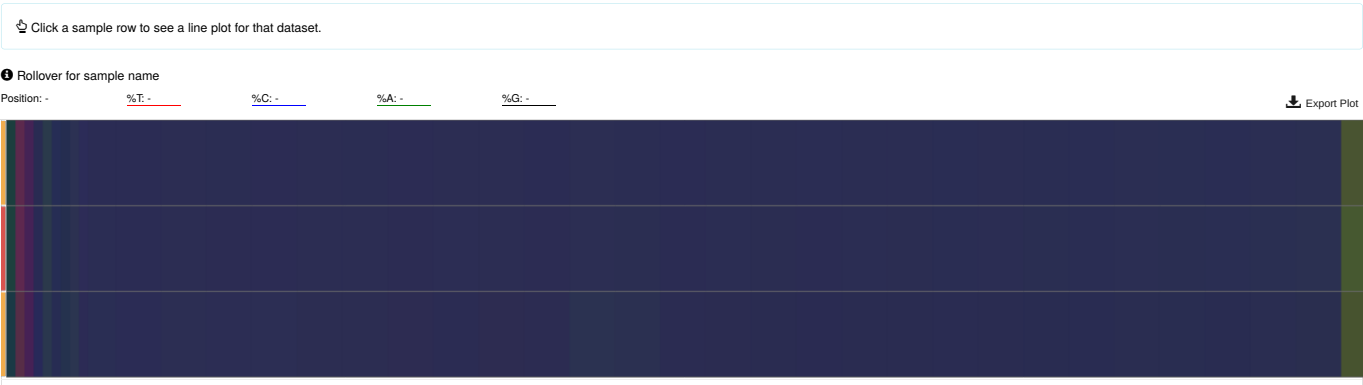 Click a sample row to see a line plot for that dataset.
Rollover for sample name
Position: - %T: - %C: - %A: - %G: - Export Plot